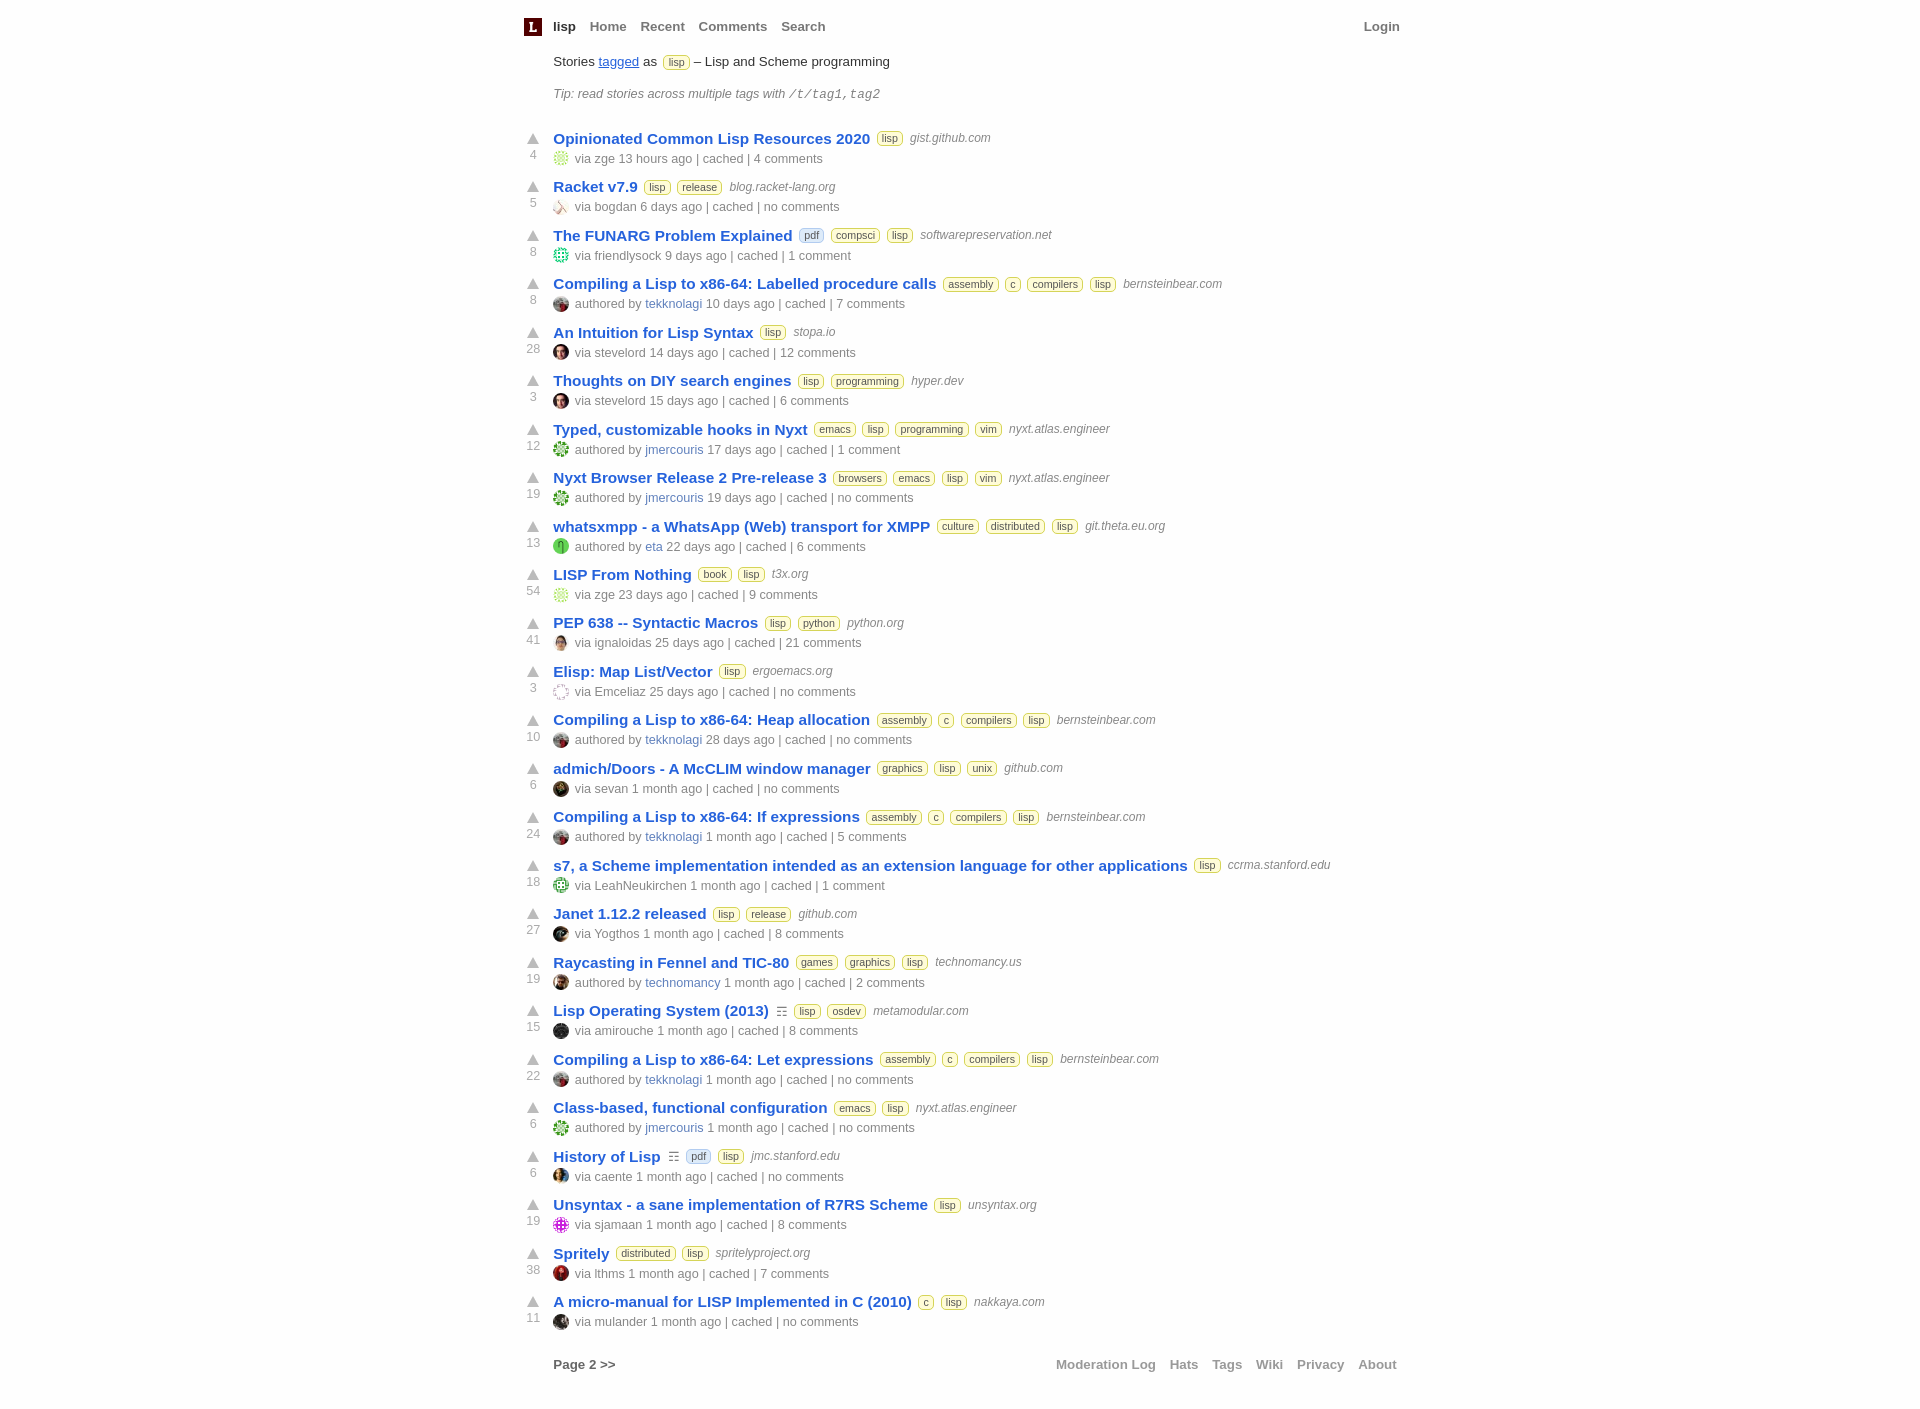 L lisp Home Recent Comments Search Login
Stories tagged as lisp – Lisp and Scheme programming
Tip: read stories across multiple tags with /t/tag1,tag2
Opinionated Common Lisp Resources 2020 lisp gist.github.com
4 via zge 13 hours ago | cached | 4 comments
Racket v7.9 lisp release blog.racket-lang.org
5 via bogdan 6 days ago | cached | no comments
The FUNARG Problem Explained pdf compsci lisp softwarepreservation.net
8 via friendlysock 9 days ago | cached | 1 comment
Compiling a Lisp to x86-64: Labelled procedure calls assembly c compilers lisp bernsteinbear.com
8 authored by tekknolagi 10 days ago | cached | 7 comments
An Intuition for Lisp Syntax lisp stopa.io
28 via stevelord 14 days ago | cached | 12 comments
Thoughts on DIY search engines lisp programming hyper.dev
3 via stevelord 15 days ago | cached | 6 comments
Typed, customizable hooks in Nyxt emacs lisp programming vim nyxt.atlas.engineer
12 authored by jmercouris 17 days ago | cached | 1 comment
Nyxt Browser Release 2 Pre-release 3 browsers emacs lisp vim nyxt.atlas.engineer
19 authored by jmercouris 19 days ago | cached | no comments
whatsxmpp - a WhatsApp (Web) transport for XMPP culture distributed lisp git.theta.eu.org
13 authored by eta 22 days ago | cached | 6 comments
LISP From Nothing book lisp t3x.org
54 via zge 23 days ago | cached | 9 comments
PEP 638 -- Syntactic Macros lisp python python.org
41 via ignaloidas 25 days ago | cached | 21 comments
Elisp: Map List/Vector lisp ergoemacs.org
3 via Emceliaz 25 days ago | cached | no comments
Compiling a Lisp to x86-64: Heap allocation assembly c compilers lisp bernsteinbear.com
10 authored by tekknolagi 28 days ago | cached | no comments
admich/Doors - A McCLIM window manager graphics lisp unix github.com
6 via sevan 1 month ago | cached | no comments
Compiling a Lisp to x86-64: If expressions assembly c compilers lisp bernsteinbear.com
24 authored by tekknolagi 1 month ago | cached | 5 comments
s7, a Scheme implementation intended as an extension language for other applications lisp ccrma.stanford.edu
18 via LeahNeukirchen 1 month ago | cached | 1 comment
Janet 1.12.2 released lisp release github.com
27 via Yogthos 1 month ago | cached | 8 comments
Raycasting in Fennel and TIC-80 games graphics lisp technomancy.us
19 authored by technomancy 1 month ago | cached | 2 comments
Lisp Operating System (2013) ☶ lisp osdev metamodular.com
15 via amirouche 1 month ago | cached | 8 comments
Compiling a Lisp to x86-64: Let expressions assembly c compilers lisp bernsteinbear.com
22 authored by tekknolagi 1 month ago | cached | no comments
Class-based, functional configuration emacs lisp nyxt.atlas.engineer
6 authored by jmercouris 1 month ago | cached | no comments
History of Lisp ☶ pdf lisp jmc.stanford.edu
6 via caente 1 month ago | cached | no comments
Unsyntax - a sane implementation of R7RS Scheme lisp unsyntax.org
19 via sjamaan 1 month ago | cached | 8 comments
Spritely distributed lisp spritelyproject.org
38 via lthms 1 month ago | cached | 7 comments
A micro-manual for LISP Implemented in C (2010) c lisp nakkaya.com
11 via mulander 1 month ago | cached | no comments
Page 2 >> Moderation Log Hats Tags Wiki Privacy About